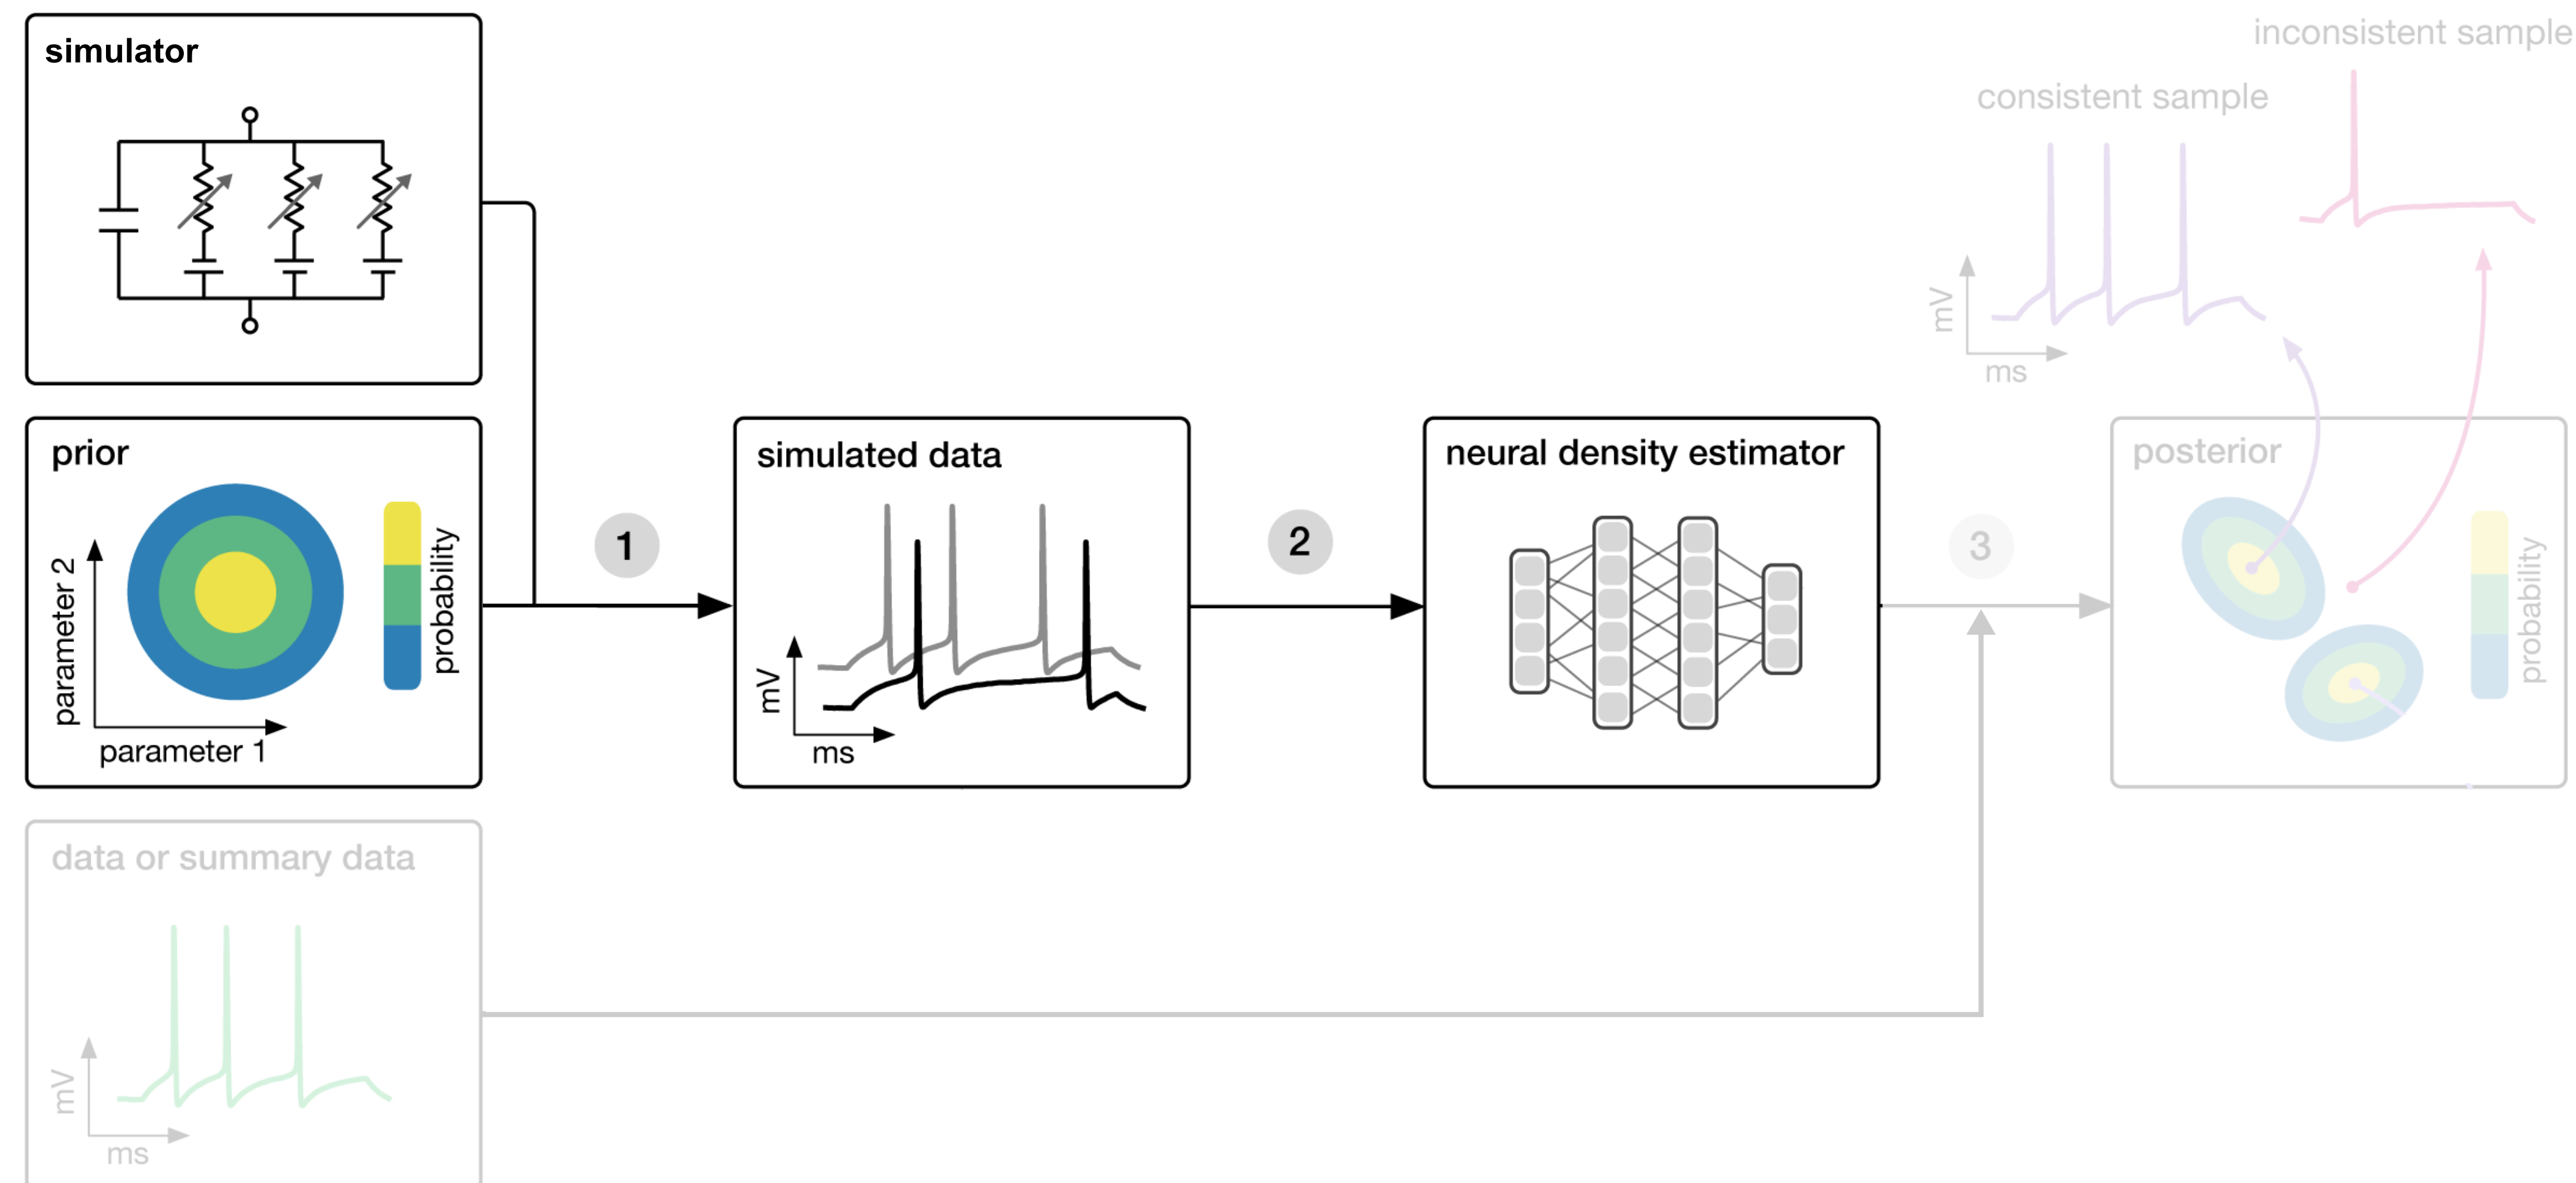 simulator
prior
parameter 2
parameter 1
probability
1
simulated data
mV
ms
2
neural density estimator
3
inconsistent sample
consistent sample
mV
ms
posterior
probability
data or summary data
mV
ms